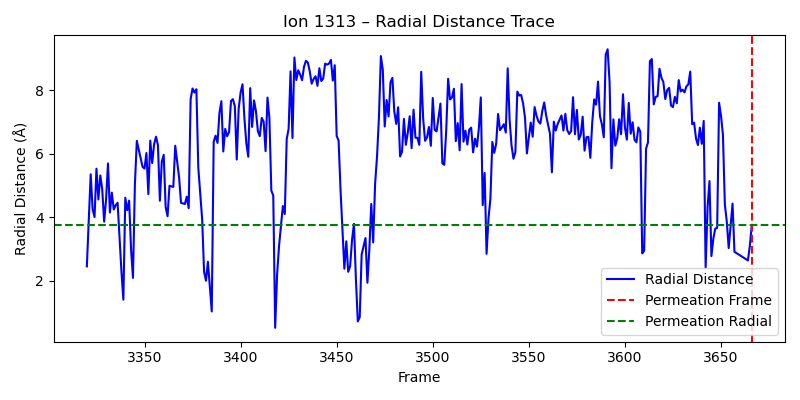 Ion 1313 – Radial Distance Trace
Radial Distance (Å)
8
6
4
2
3350
3400
3450
3500
3550
3600
3650
Frame
Radial Distance
Permeation Frame
Permeation Radial